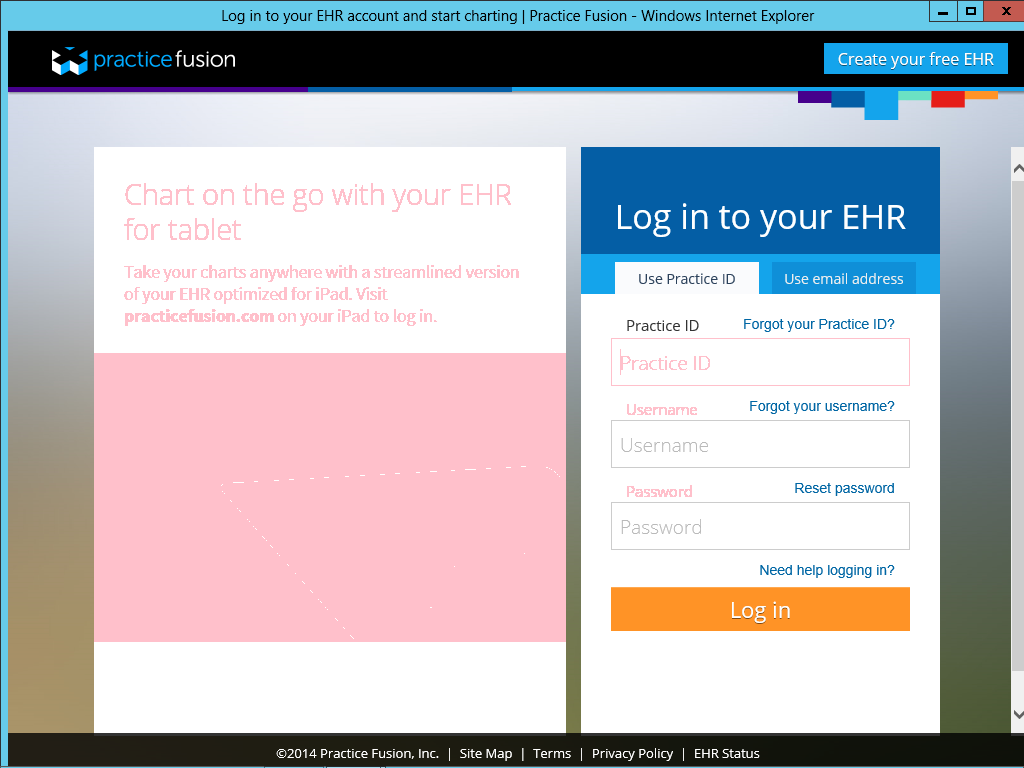 Log in to your EHR account and start charting | Practice Fusion - Windows Internet Explorer
practice fusion
Create your free EHR
Chart on the go with your EHR
for tablet
Take your charts anywhere with a streamlined version
of your EHR optimized for iPad. Visit
practicefusion.com on your iPad to log in.
Log in to your EHR
Use Practice ID
Use email address
Practice ID
Forgot your Practice ID?
Practice ID
Username
Forgot your username?
Username
Password
Reset password
Password
Need help logging in?
Log in
©2014 Practice Fusion, Inc. | Site Map | Terms | Privacy Policy | EHR Status